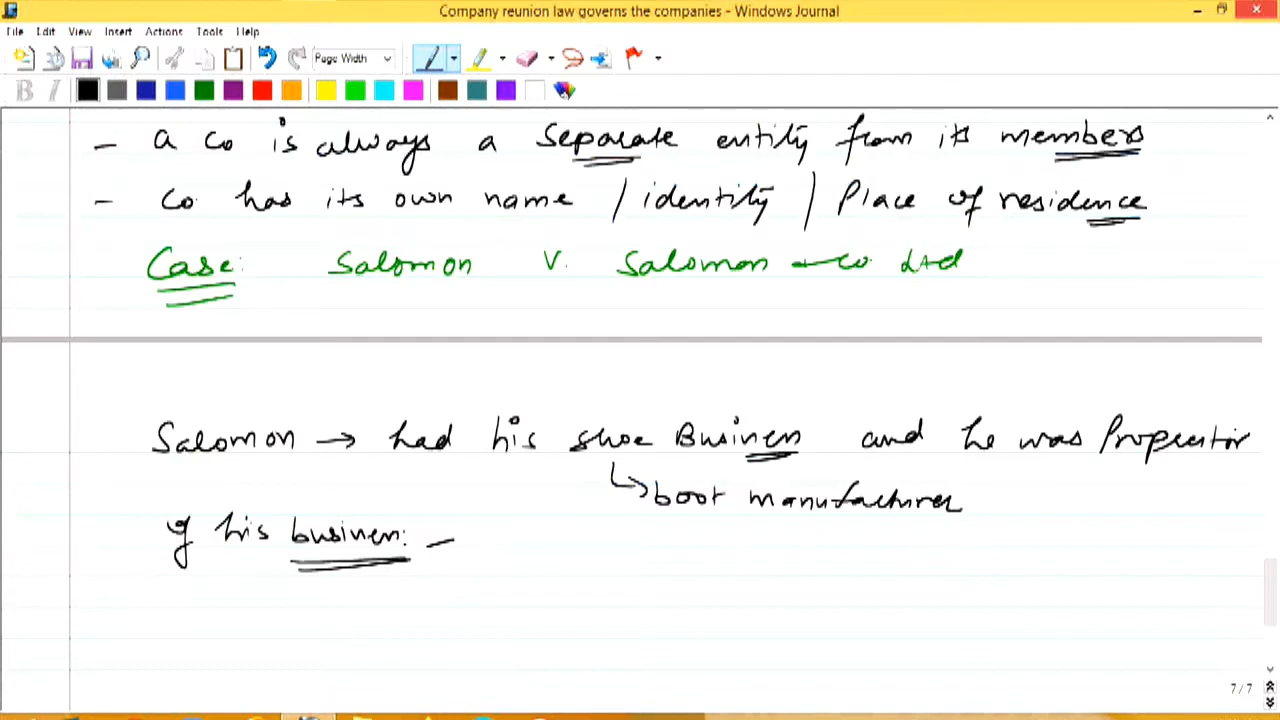 Company reunion law governs the companies - Windows Journal
File Edit View Insert Actions Tools Help
Page Width
B I
- a co is always a separate entity from its members
- co has its own name / identity / Place of residence
Case: Salomon V. Salomon & co Ltd
Salomon → had his shoe Business and he was Proprietor
↳ boot manufacturer
of his business: -
7 / 7